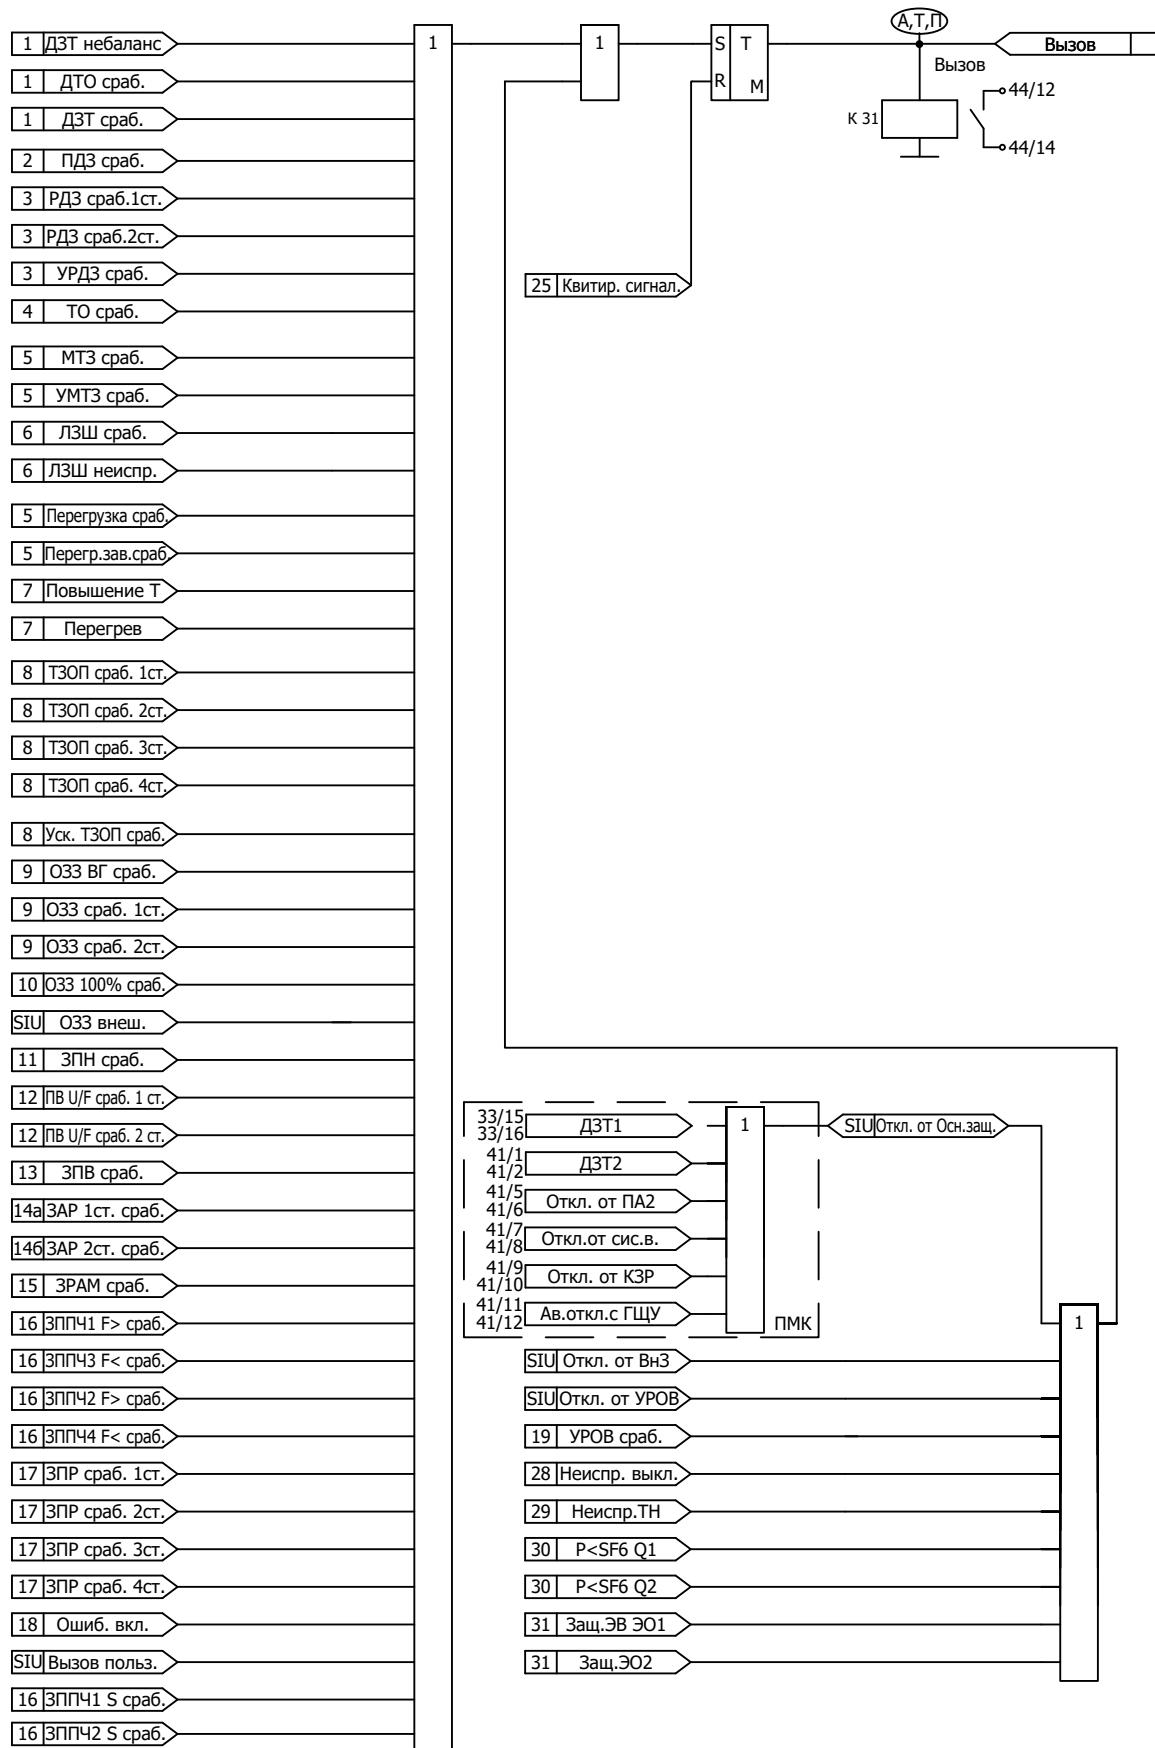 1 ДЗТ небаланс
1 ДТО сраб.
1 ДЗТ сраб.
2 ПДЗ сраб.
3 РДЗ сраб.1ст.
3 РДЗ сраб.2ст.
3 УРДЗ сраб.
4 ТО сраб.
5 МТЗ сраб.
5 УМТЗ сраб.
6 ЛЗШ сраб.
6 ЛЗШ неиспр.
5 Перегрузка сраб.
5 Перегр.зав.сраб.
7 Повышение Т
7 Перегрев
8 ТЗОП сраб. 1ст.
8 ТЗОП сраб. 2ст.
8 ТЗОП сраб. 3ст.
8 ТЗОП сраб. 4ст.
8 Уск. ТЗОП сраб.
9 ОЗЗ ВГ сраб.
9 ОЗЗ сраб. 1ст.
9 ОЗЗ сраб. 2ст.
10 ОЗЗ 100% сраб.
SIU ОЗЗ внеш.
11 ЗПН сраб.
12 ПВ U/F сраб. 1 ст.
12 ПВ U/F сраб. 2 ст.
13 ЗПВ сраб.
14а ЗАР 1ст. сраб.
14б ЗАР 2ст. сраб.
15 ЗРАМ сраб.
16 ЗППЧ1 F> сраб.
16 ЗППЧ3 F< сраб.
16 ЗППЧ2 F> сраб.
16 ЗППЧ4 F< сраб.
17 ЗПР сраб. 1ст.
17 ЗПР сраб. 2ст.
17 ЗПР сраб. 3ст.
17 ЗПР сраб. 4ст.
18 Ошиб. вкл.
SIU Вызов польз.
16 ЗППЧ1 S сраб.
16 ЗППЧ2 S сраб.
1
1
S T
R M
А,Т,П
Вызов
Вызов
К 31
44/12
44/14
25 Квитир. сигнал.
33/15
33/16
ДЗТ1
41/1
41/2
ДЗТ2
41/5
41/6
Откл. от ПА2
41/7
41/8
Откл.от сис.в.
41/9
41/10
Откл. от КЗР
41/11
41/12
Ав.откл.с ГЩУ
1
ПМК
SIU Откл. от Осн.защ.
SIU Откл. от ВнЗ
SIU Откл. от УРОВ
19 УРОВ сраб.
28 Неиспр. выкл.
29 Неиспр.ТН
30 P<SF6 Q1
30 P<SF6 Q2
31 Защ.ЭВ ЭО1
31 Защ.ЭО2
1